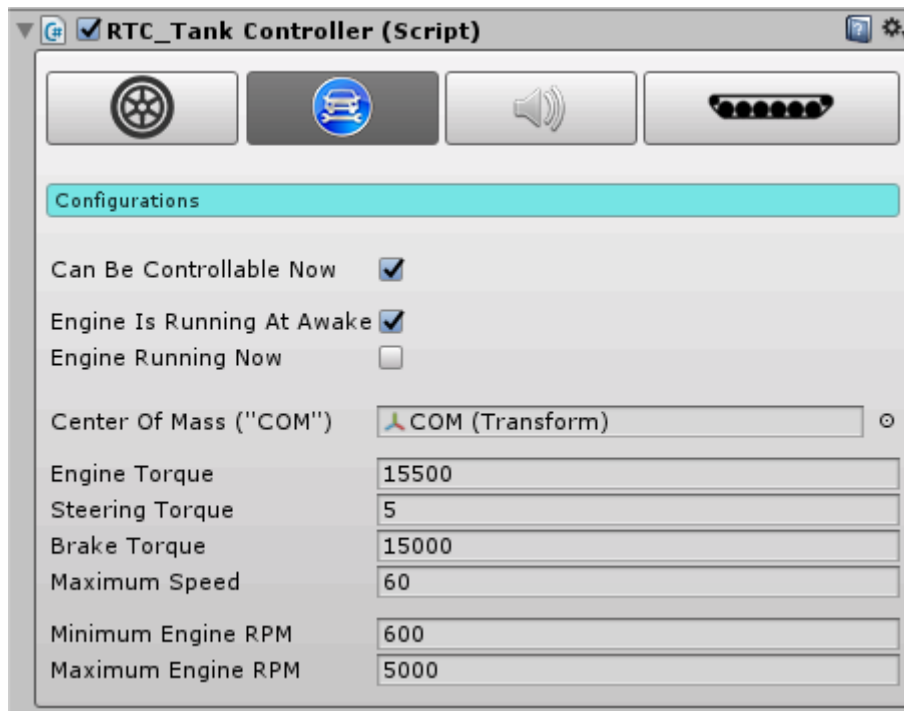 RTC_Tank Controller (Script)
Configurations
Can Be Controllable Now
Engine Is Running At Awake
Engine Running Now
Center Of Mass ("COM") COM (Transform)
Engine Torque 15500
Steering Torque 5
Brake Torque 15000
Maximum Speed 60
Minimum Engine RPM 600
Maximum Engine RPM 5000